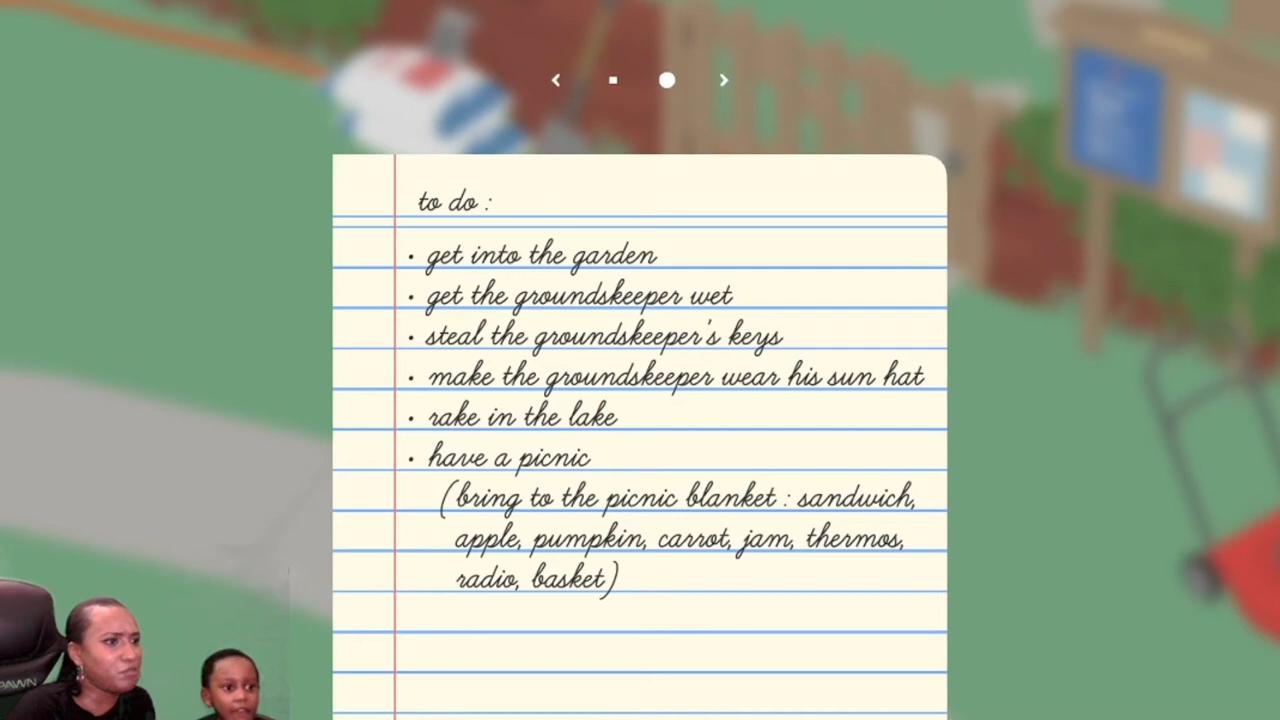 to do :
• get into the garden
• get the groundskeeper wet
• steal the groundskeeper's keys
• make the groundskeeper wear his sun hat
• rake in the lake
• have a picnic
(bring to the picnic blanket : sandwich,
apple, pumpkin, carrot, jam, thermos,
radio, basket)
PAWN